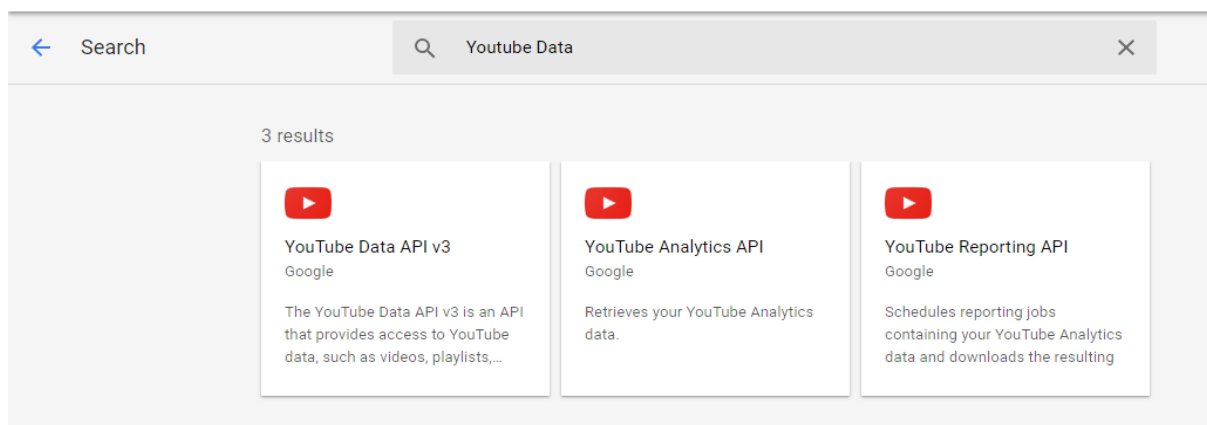 Search
Youtube Data
3 results
YouTube Data API v3
Google
The YouTube Data API v3 is an API
that provides access to YouTube
data, such as videos, playlists,...
YouTube Analytics API
Google
Retrieves your YouTube Analytics
data.
YouTube Reporting API
Google
Schedules reporting jobs
containing your YouTube Analytics
data and downloads the resulting